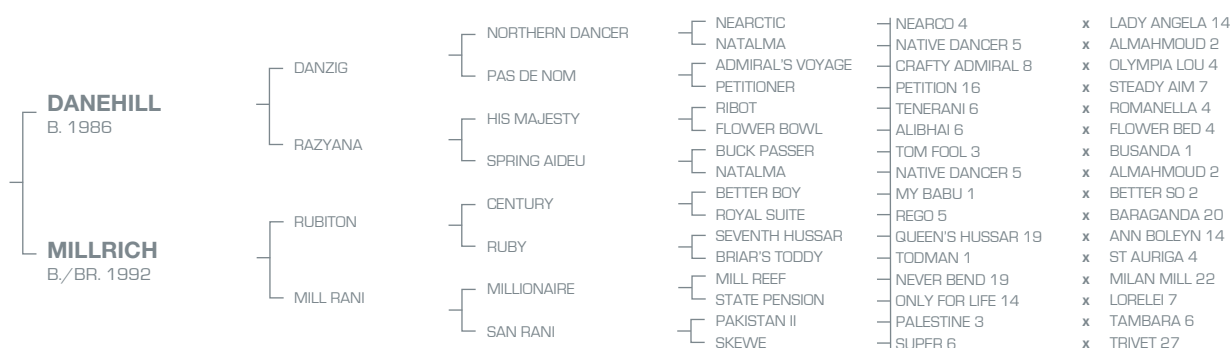 NEARCTIC NEARCO 4 x LADY ANGELA 14
NORTHERN DANCER
NATALMA NATIVE DANCER 5 x ALMAHMOUD 2
DANZIG
ADMIRAL'S VOYAGE CRAFTY ADMIRAL 8 x OLYMPIA LOU 4
PAS DE NOM
PETITIONER PETITION 16 x STEADY AIM 7
DANEHILL
B. 1986
RIBOT TENERANI 6 x ROMANELLA 4
HIS MAJESTY
FLOWER BOWL ALIBHAI 6 x FLOWER BED 4
RAZYANA
BUCK PASSER TOM FOOL 3 x BUSANDA 1
SPRING AIDEU
NATALMA NATIVE DANCER 5 x ALMAHMOUD 2
BETTER BOY MY BABU 1 x BETTER SO 2
CENTURY
ROYAL SUITE REGO 5 x BARAGANDA 20
RUBITON
SEVENTH HUSSAR QUEEN'S HUSSAR 19 x ANN BOLEYN 14
RUBY
BRIAR'S TODDY TODMAN 1 x ST AURIGA 4
MILLRICH
B./BR. 1992
MILL REEF NEVER BEND 19 x MILAN MILL 22
MILLIONAIRE
STATE PENSION ONLY FOR LIFE 14 x LORELEI 7
MILL RANI
PAKISTAN II PALESTINE 3 x TAMBARA 6
SAN RANI
SKEWE SUPER 6 x TRIVET 27